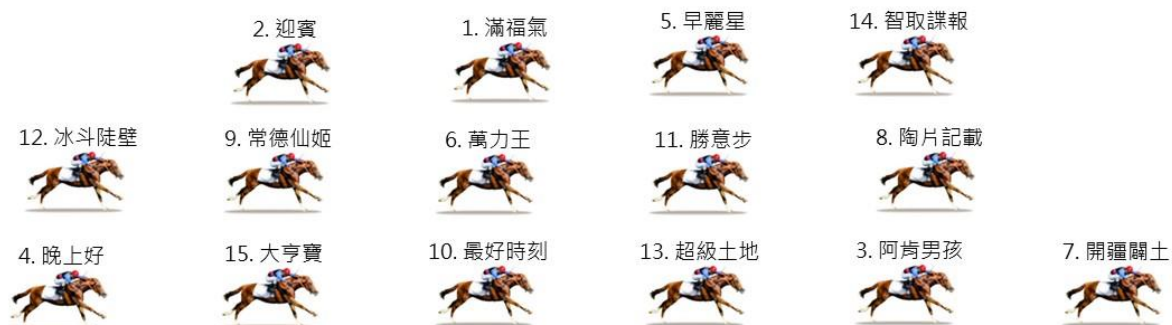 2. 迎賓
1. 滿福氣
5. 早麗星
14. 智取諜報
12. 冰斗陡壁
9. 常德仙姬
6. 萬力王
11. 勝意步
8. 陶片記載
4. 晚上好
15. 大亨寶
10. 最好時刻
13. 超級土地
3. 阿肯男孩
7. 開疆闢土